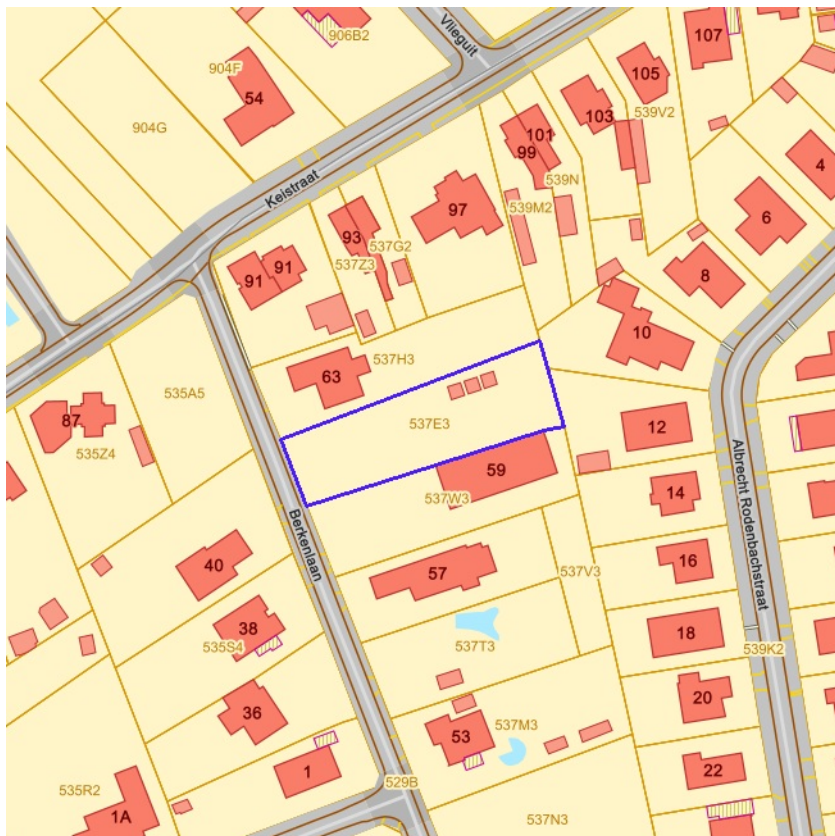 Vlieguit
906B2
107
904F
105
54
539V2
103
904G
101
99
4
Keistraat
539N
97
539M2
6
93
537G2
537Z3
91
91
8
10
537H3
63
535A5
87
537E3
12
535Z4
59
14
537W3
Albrecht Rodenbachstraat
Berkenlaan
40
57
537V3
16
38
18
535S4
537T3
539K2
36
20
53
537M3
1
22
535R2
529B
1A
537N3